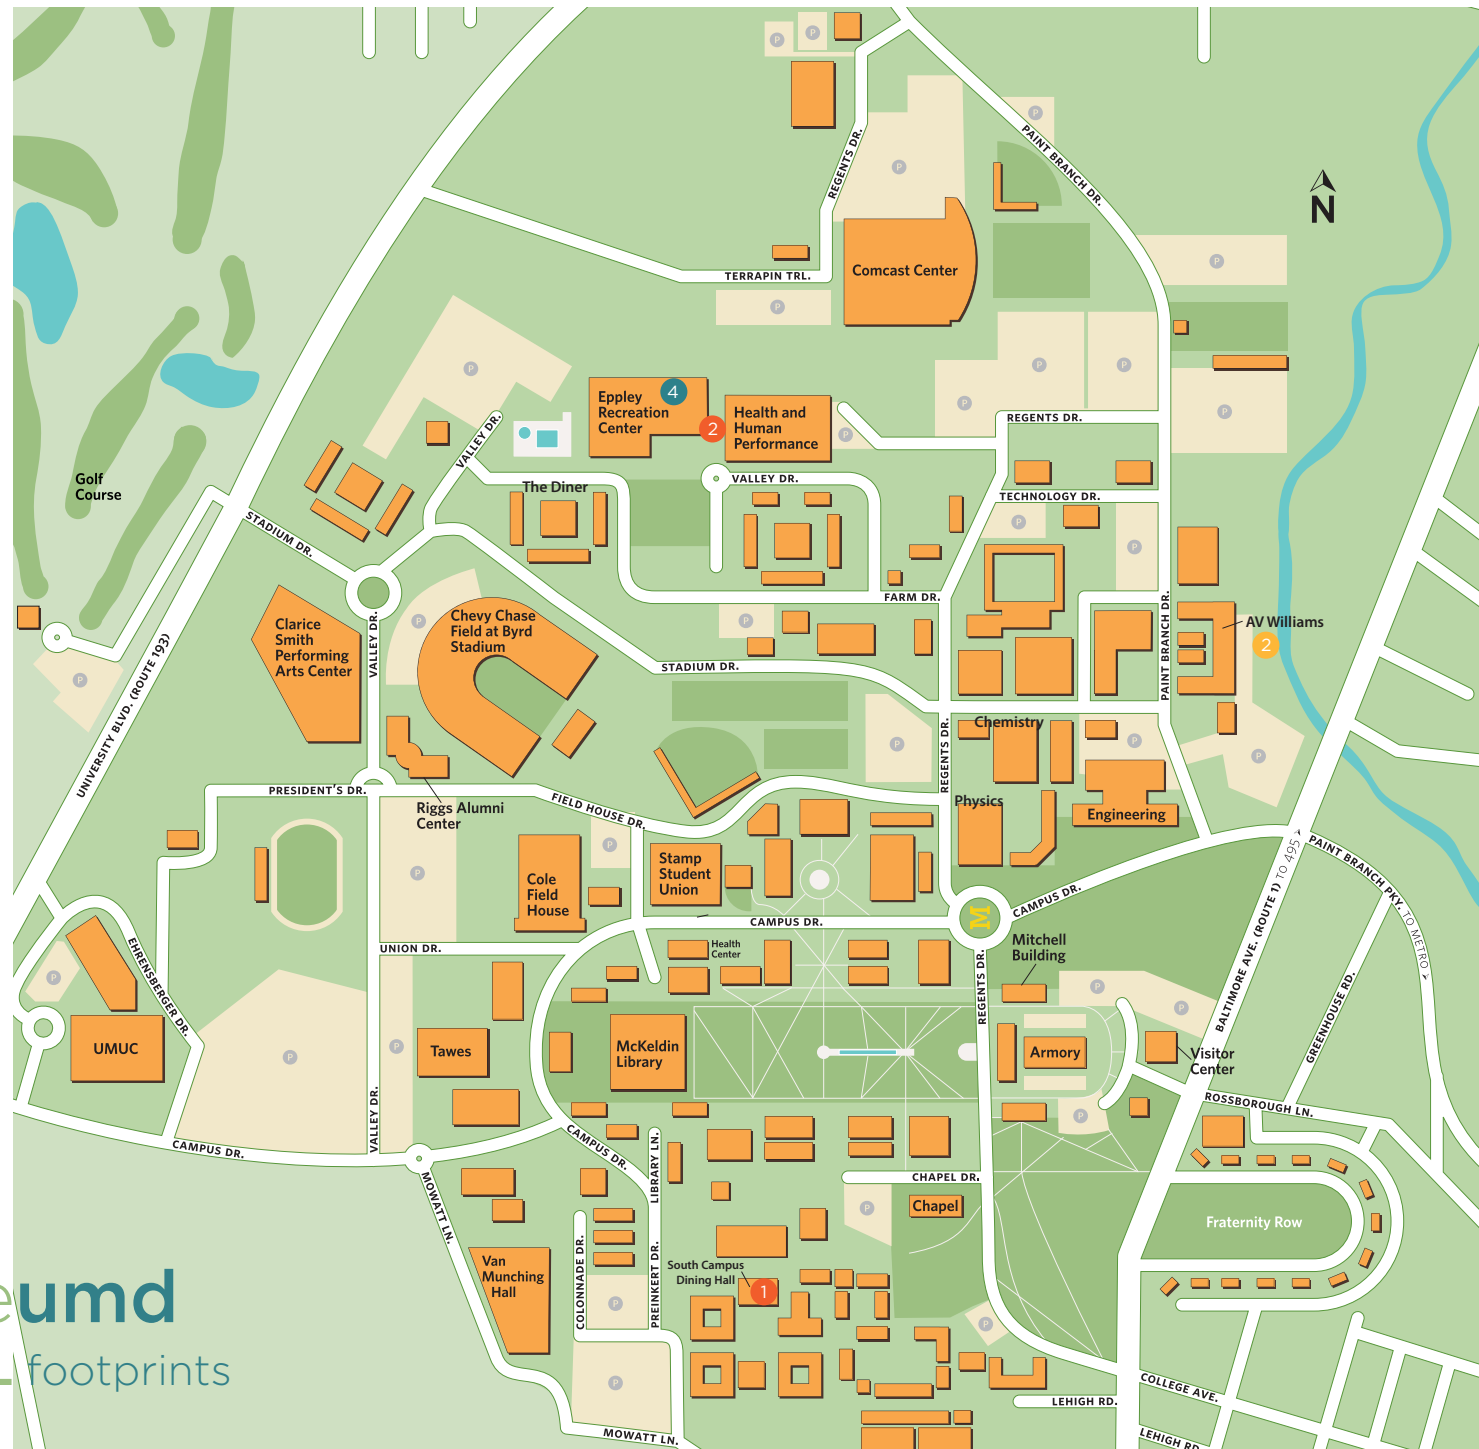 P
P
P
PAINT BRANCH DR.
REGENTS DR.
P
N
Comcast Center
TERRAPIN TRL.
P
P
P
P
P
Eppley
Recreation
Center
4
2
Health and
Human
Performance
P
P
P
REGENTS DR.
VALLEY DR.
Golf
Course
The Diner
VALLEY DR.
TECHNOLOGY DR.
STADIUM DR.
P
P
FARM DR.
Clarice
Smith
Performing
Arts Center
VALLEY DR.
P
Chevy Chase
Field at Byrd
Stadium
P
PAINT BRANCH DR.
AV Williams
2
UNIVERSITY BLVD. (ROUTE 193)
P
STADIUM DR.
Chemistry
REGENTS DR.
P
P
P
PRESIDENT'S DR.
Riggs Alumni
Center
FIELD HOUSE DR.
Physics
Engineering
P
P
Cole
Field
House
Stamp
Student
Union
PAINT BRANCH PKY. TO METRO
CAMPUS DR.
M
CAMPUS DR.
UNION DR.
Health
Center
Mitchell
Building
EHRENSBERGER DR.
P
REGENTS DR.
P
P
BALTIMORE AVE. (ROUTE 1) TO 495
GREENHOUSE RD.
UMUC
P
P
Tawes
McKeldin
Library
Armory
Visitor
Center
ROSSBOROUGH LN.
P
VALLEY DR.
CAMPUS DR.
CAMPUS DR.
LIBRARY LN.
CHAPEL DR.
MOWATT LN.
P
Chapel
Fraternity Row
Van
Munching
Hall
COLONNADE DR.
PREINKERT DR.
South Campus
Dining Hall
1
P
P
eumd
footprints
P
COLLEGE AVE.
LEHIGH RD.
MOWATT LN.
LEHIGH RD.